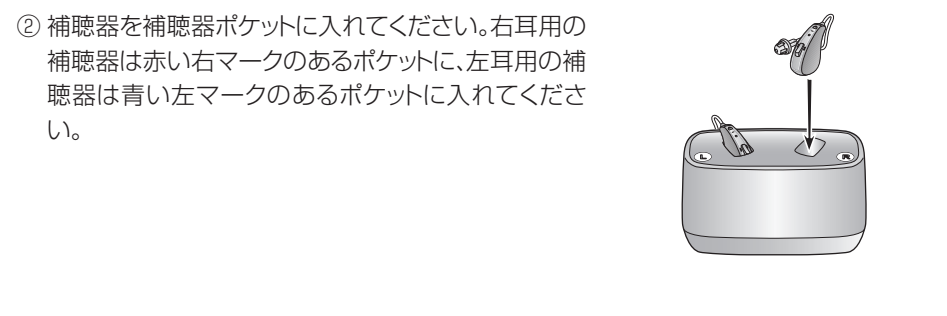 ② 補聴器を補聴器ポケットに入れてください。右耳用の
補聴器は赤い右マークのあるポケットに、左耳用の補
聴器は青い左マークのあるポケットに入れてくださ
い。
L
R